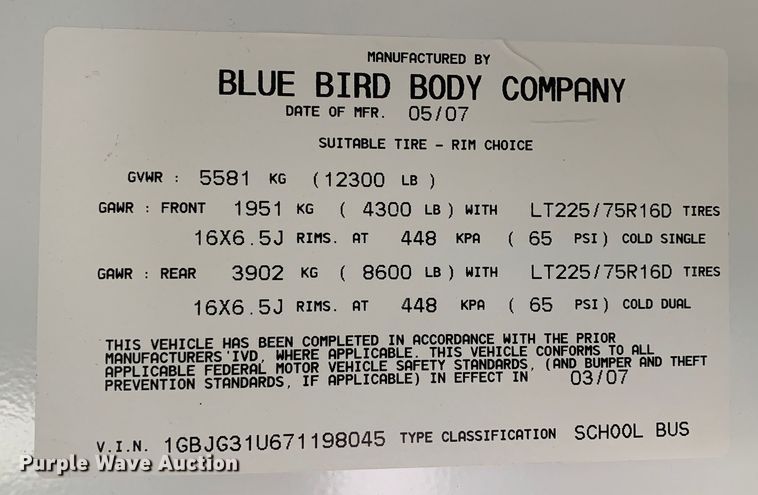 MANUFACTURED BY
BLUE BIRD BODY COMPANY
DATE OF MFR. 05/07
SUITABLE TIRE - RIM CHOICE
GVWR : 5581 KG (12300 LB )
GAWR : FRONT 1951 KG ( 4300 LB ) WITH LT225/75R16D TIRES
16X6.5J RIMS. AT 448 KPA ( 65 PSI ) COLD SINGLE
GAWR : REAR 3902 KG ( 8600 LB ) WITH LT225/75R16D TIRES
16X6.5J RIMS. AT 448 KPA ( 65 PSI ) COLD DUAL
THIS VEHICLE HAS BEEN COMPLETED IN ACCORDANCE WITH THE PRIOR
MANUFACTURERS'IVD, WHERE APPLICABLE. THIS VEHICLE CONFORMS TO ALL
APPLICABLE FEDERAL MOTOR VEHICLE SAFETY STANDARDS, (AND BUMPER AND THEFT
PREVENTION STANDARDS, IF APPLICABLE) IN EFFECT IN 03/07
V.I.N. 1GBJG31U671198045 TYPE CLASSIFICATION SCHOOL BUS
Purple Wave Auction